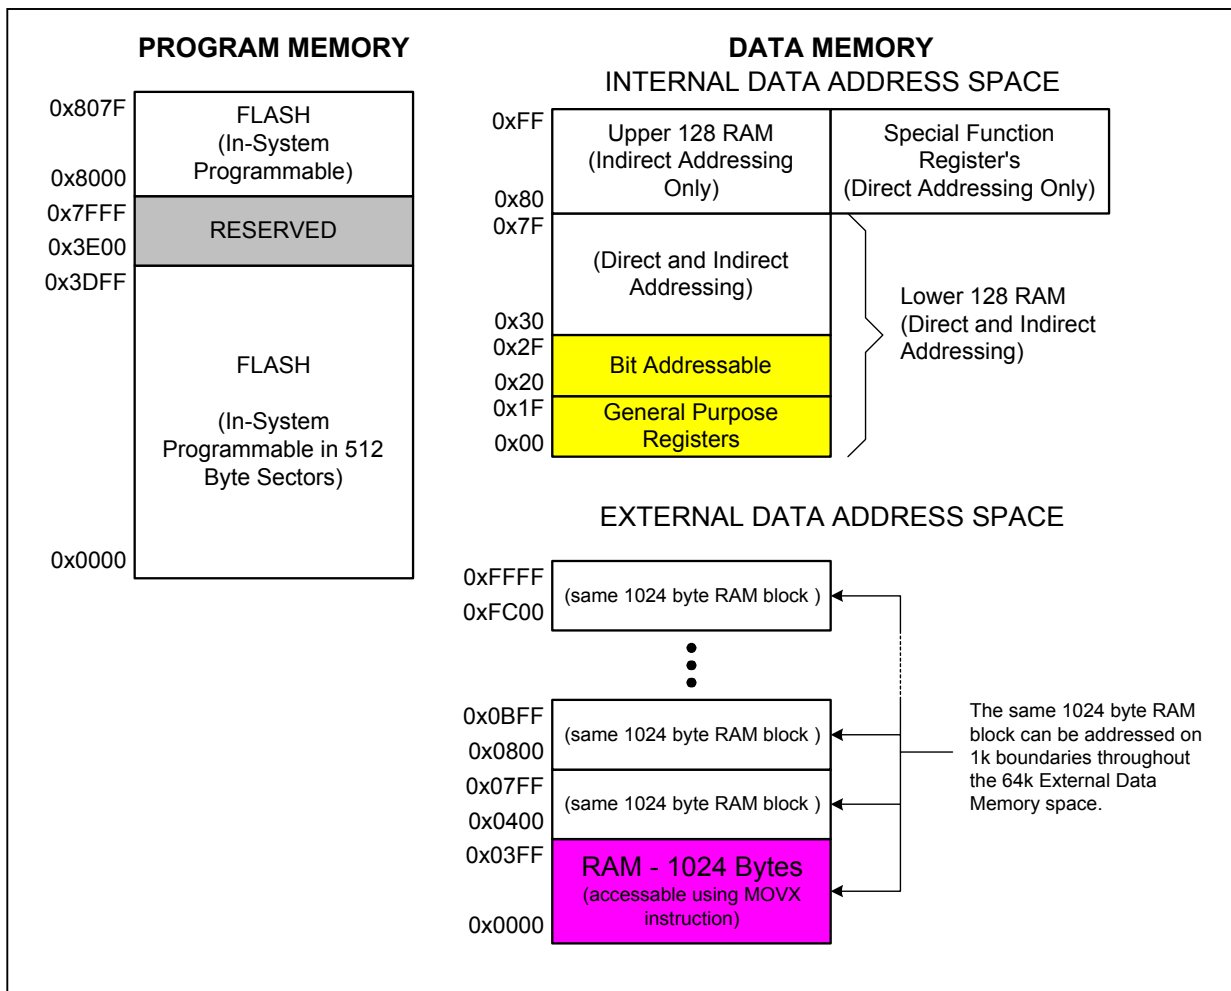 PROGRAM MEMORY
0x807F
0x8000
0x7FFF
0x3E00
0x3DFF
0x0000
FLASH
(In-System
Programmable)
RESERVED
FLASH
(In-System
Programmable in 512
Byte Sectors)
DATA MEMORY
INTERNAL DATA ADDRESS SPACE
0xFF
0x80
0x7F
0x30
0x2F
0x20
0x1F
0x00
Upper 128 RAM
(Indirect Addressing
Only)
Special Function
Register's
(Direct Addressing Only)
(Direct and Indirect
Addressing)
Bit Addressable
General Purpose
Registers
Lower 128 RAM
(Direct and Indirect
Addressing)
EXTERNAL DATA ADDRESS SPACE
0xFFFF
0xFC00
(same 1024 byte RAM block )
0x0BFF
0x0800
(same 1024 byte RAM block )
0x07FF
0x0400
(same 1024 byte RAM block )
0x03FF
0x0000
RAM - 1024 Bytes
(accessable using MOVX
instruction)
The same 1024 byte RAM
block can be addressed on
1k boundaries throughout
the 64k External Data
Memory space.